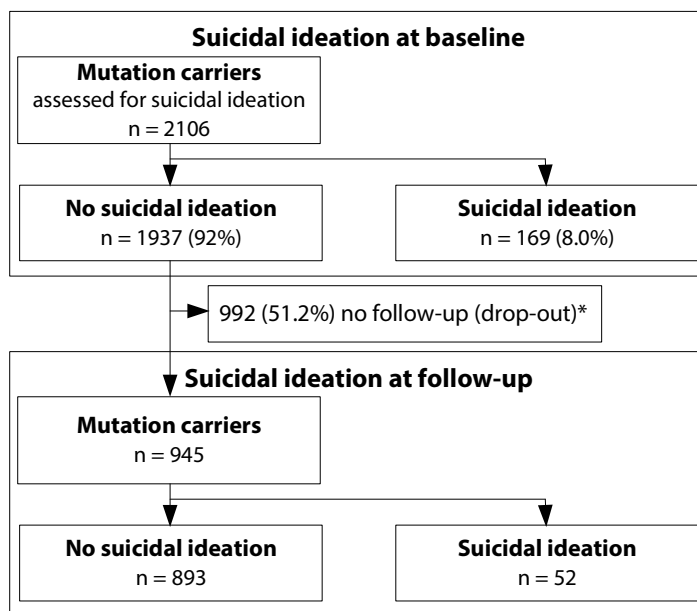 Suicidal ideation at baseline
Mutation carriers
assessed for suicidal ideation
n = 2106
No suicidal ideation
n = 1937 (92%)
Suicidal ideation
n = 169 (8.0%)
992 (51.2%) no follow-up (drop-out)*
Suicidal ideation at follow-up
Mutation carriers
n = 945
No suicidal ideation
n = 893
Suicidal ideation
n = 52